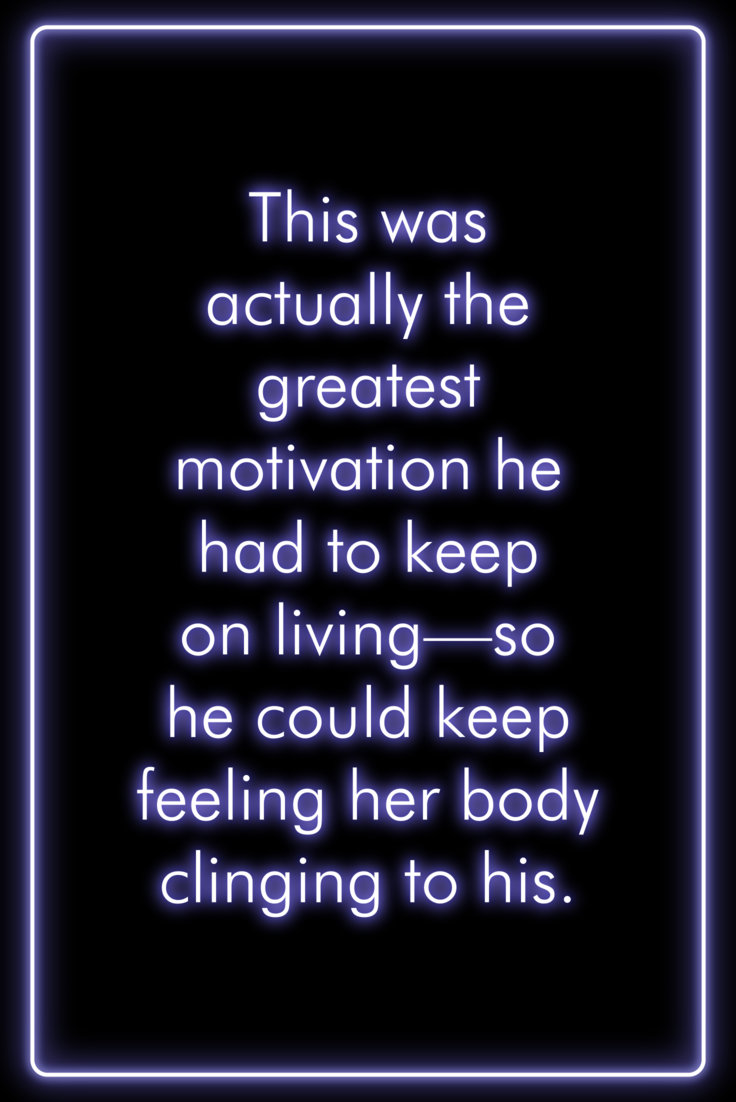 This was
actually the
greatest
motivation he
had to keep
on living—so
he could keep
feeling her body
clinging to his.